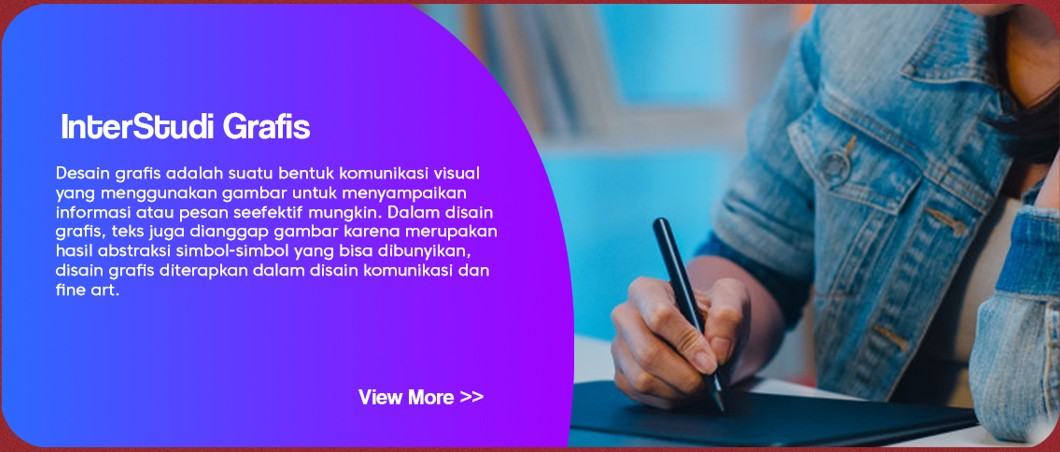 InterStudi Grafis
Desain grafis adalah suatu bentuk komunikasi visual
yang menggunakan gambar untuk menyampaikan
informasi atau pesan seefektif mungkin. Dalam disain
grafis, teks juga dianggap gambar karena merupakan
hasil abstraksi simbol-simbol yang bisa dibunyikan,
disain grafis diterapkan dalam disain komunikasi dan
fine art.
View More >>